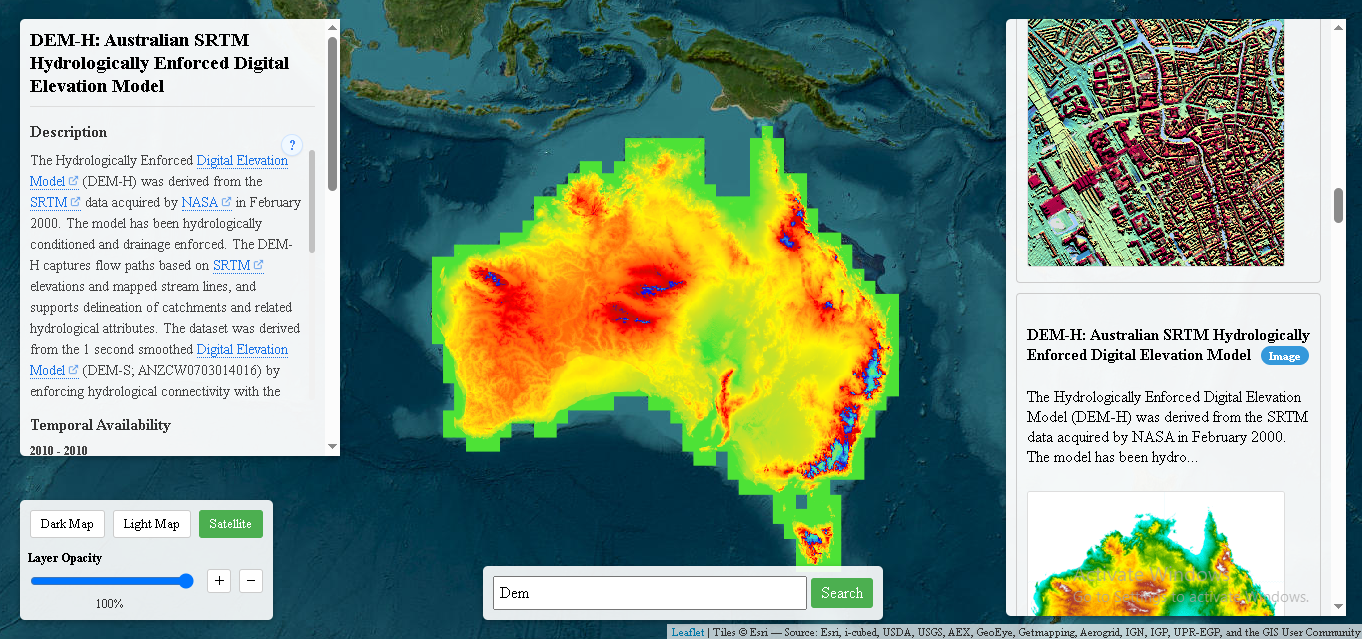 DEM-H: Australian SRTM
Hydrologically Enforced Digital
Elevation Model
Description
?
The Hydrologically Enforced Digital Elevation
Model (DEM-H) was derived from the
SRTM data acquired by NASA in February
2000. The model has been hydrologically
conditioned and drainage enforced. The DEM-
H captures flow paths based on SRTM
elevations and mapped stream lines, and
supports delineation of catchments and related
hydrological attributes. The dataset was derived
from the 1 second smoothed Digital Elevation
Model (DEM-S; ANZCW0703014016) by
enforcing hydrological connectivity with the
Temporal Availability
2010 - 2010
Dark Map
Light Map
Satellite
Layer Opacity
+
−
100%
Dem
Search
DEM-H: Australian SRTM Hydrologically
Enforced Digital Elevation Model Image
The Hydrologically Enforced Digital Elevation
Model (DEM-H) was derived from the SRTM
data acquired by NASA in February 2000.
The model has been hydro...
Activate Windows
Go to Settings to activate Windows.
Leaflet | Tiles © Esri — Source: Esri, i-cubed, USDA, USGS, AEX, GeoEye, Getmapping, Aerogrid, IGN, IGP, UPR-EGP, and the GIS User Community